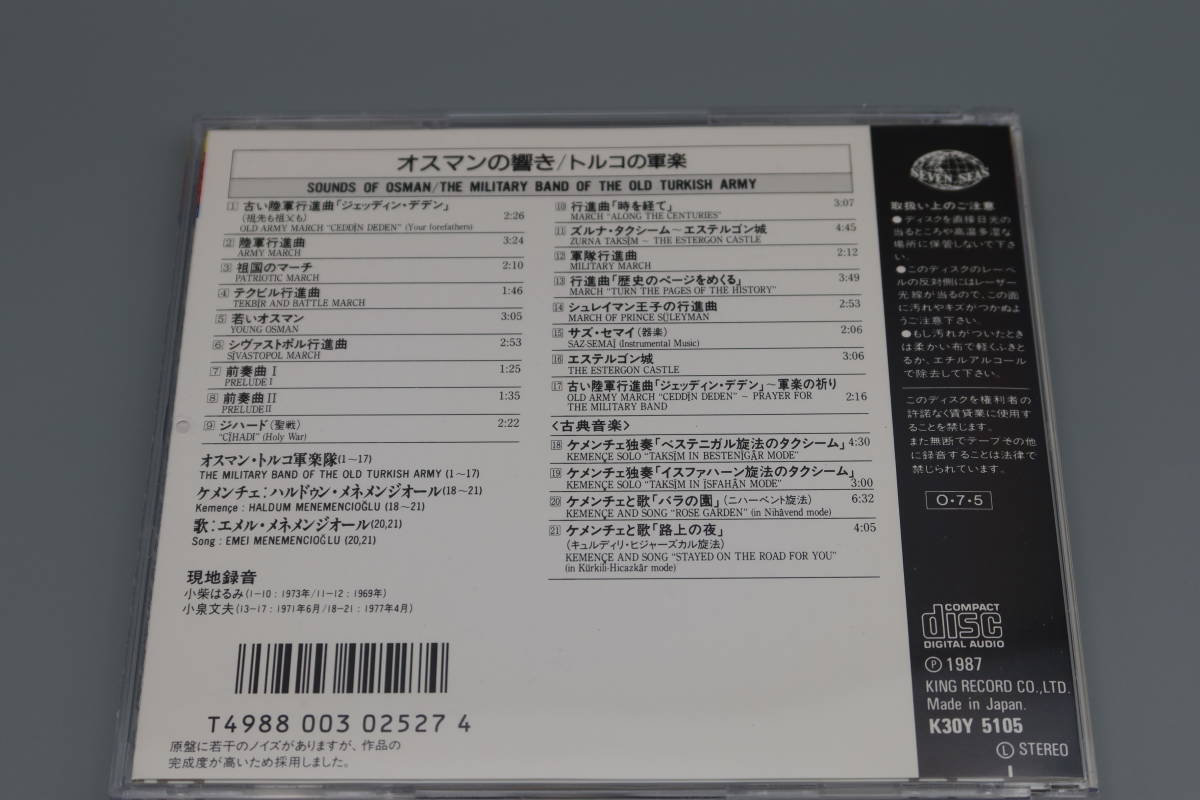 オスマンの響き/トルコの軍楽
SOUNDS OF OSMAN/THE MILITARY BAND OF THE OLD TURKISH ARMY
1 古い陸軍行進曲「ジェッディン・デデン」
(祖先も祖父も) 2:26
OLD ARMY MARCH "CEDDÎN DEDEN" (Your forefathers)
2 陸軍行進曲 3:24
ARMY MARCH
3 祖国のマーチ 2:10
PATRIOTIC MARCH
4 テクビル行進曲 1:46
TEKBİR AND BATTLE MARCH
5 若いオスマン 3:05
YOUNG OSMAN
6 シヴァストポル行進曲 2:53
SİVASTOPOL MARCH
7 前奏曲 I 1:25
PRELUDE I
8 前奏曲 II 1:35
PRELUDE II
9 ジハード(聖戦) 2:22
"CÎHADI" (Holy War)
オスマン・トルコ軍楽隊(1~17)
THE MILITARY BAND OF THE OLD TURKISH ARMY (1~17)
ケメンチェ:ハルドゥン・メネメンジオール(18~21)
Kemençe : HALDUM MENEMENCIOĞLU (18~21)
歌:エメル・メネメンジオール(20,21)
Song : EMEI MENEMENCIOĞLU (20,21)
現地録音
小柴はるみ(1-10:1973年/11-12:1969年)
小泉文夫(13-17:1971年6月/18-21:1977年4月)
T4988 003 02527 4
原盤に若干のノイズがありますが、作品の
完成度が高いため採用しました。
10 行進曲「時を経て」 3:07
MARCH "ALONG THE CENTURIES"
11 ズルナ・タクシーム~エステルゴン城 4:45
ZURNA TAKSİM ~ THE ESTERGON CASTLE
12 軍隊行進曲 2:12
MILITARY MARCH
13 行進曲「歴史のページをめくる」 3:49
MARCH "TURN THE PAGES OF THE HISTORY"
14 シュレイマン王子の行進曲 2:53
MARCH OF PRINCE SÜLEYMAN
15 サズ・セマイ(器楽) 2:06
SAZ-SEMAİ (Instrumental Music)
16 エステルゴン城 3:06
THE ESTERGON CASTLE
17 古い陸軍行進曲「ジェッディン・デデン」~軍楽の祈り
OLD ARMY MARCH "CEDDÎN DEDEN" ~ PRAYER FOR 2:16
THE MILITARY BAND
〈古典音楽〉
18 ケメンチェ独奏「ベステニガル旋法のタクシーム」 4:30
KEMENÇE SOLO "TAKSİM IN BESTENİGÂR MODE"
19 ケメンチェ独奏「イスファハーン旋法のタクシーム」
KEMENÇE SOLO "TAKSİM IN İSFAHÂN MODE" 3:00
20 ケメンチェと歌「バラの園」(ニハーベント旋法) 6:32
KEMENÇE AND SONG "ROSE GARDEN" (in Nihâvend mode)
21 ケメンチェと歌「路上の夜」 4:05
(キュルディリ・ヒジャーズカル旋法)
KEMENÇE AND SONG "STAYED ON THE ROAD FOR YOU"
(in Kürkili-Hicazkâr mode)
SEVEN SEAS
取扱い上のご注意
●ディスクを直接日光の
当るところや高温多湿な
場所に保管しないで下さ
い。
●このディスクのレーベ
ルの反対側にはレーザー
光線が当るので、この面
に汚れやキズがつかぬよ
うご注意下さい。
●もし汚れがついたとき
は柔かい布で軽くふきと
るか、エチルアルコール
で除去して下さい。
このディスクを権利者の
許諾なく賃貸業に使用す
ることを禁じます。
また無断でテープその他
に録音することは法律で
禁じられています。
O・7・5
COMPACT
disc
DIGITAL AUDIO
Ⓟ 1987
KING RECORD CO.,LTD.
Made in Japan.
K30Y 5105
Ⓛ STEREO